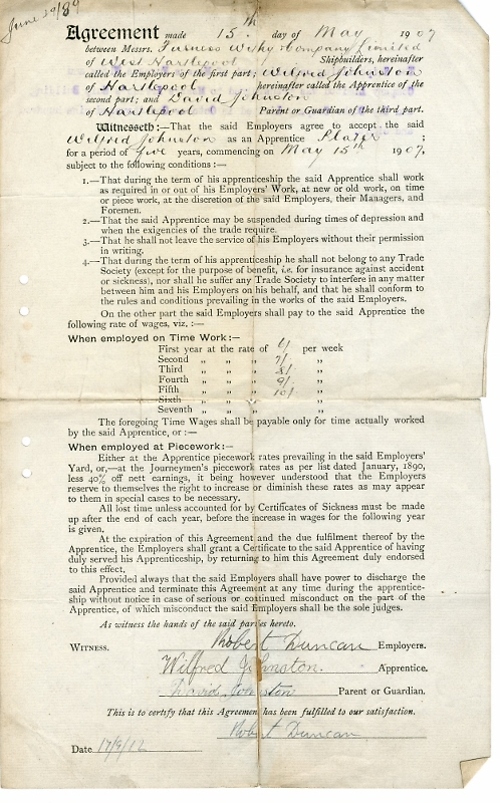 June 29/89
Agreement made 15th day of May 1907
between Messrs. Furness Withy & Company Limited
of West Hartlepool Shipbuilders, hereinafter
called the Employers of the first part; Wilfred Johnston
of Hartlepool hereinafter called the Apprentice of the
second part; and David Johnston
of Hartlepool Parent or Guardian of the third part.
Witnesseth:—That the said Employers agree to accept the said
Wilfred Johnston as an Apprentice Plater ;
for a period of five years, commencing on May 15th 1907,
subject to the following conditions:—
1.—That during the term of his apprenticeship the said Apprentice shall work
as required in or out of his Employers' Work, at new or old work, on time
or piece work, at the discretion of the said Employers, their Managers, and
Foremen.
2.—That the said Apprentice may be suspended during times of depression and
when the exigencies of the trade require.
3.—That he shall not leave the service of his Employers without their permission
in writing.
4.—That during the term of his apprenticeship he shall not belong to any Trade
Society (except for the purpose of benefit, i.e. for insurance against accident
or sickness), nor shall he suffer any Trade Society to interfere in any matter
between him and his Employers on his behalf, and that he shall conform to
the rules and conditions prevailing in the works of the said Employers.
On the other part the said Employers shall pay to the said Apprentice the
following rate of wages, viz. :—
When employed on Time Work:—
First year at the rate of 6/ per week
Second „ „ „ 7/ „
Third „ „ „ 8/ „
Fourth „ „ „ 9/ „
Fifth „ „ „ 10/ „
Sixth „ „ „ „
Seventh „ „ „ „
The foregoing Time Wages shall be payable only for time actually worked
by the said Apprentice, or :—
When employed at Piecework:—
Either at the Apprentice piecework rates prevailing in the said Employers'
Yard, or,—at the Journeymen's piecework rates as per list dated January, 1890,
less 40% off nett earnings, it being however understood that the Employers
reserve to themselves the right to increase or diminish these rates as may appear
to them in special cases to be necessary.
All lost time unless accounted for by Certificates of Sickness must be made
up after the end of each year, before the increase in wages for the following year
is given.
At the expiration of this Agreement and the due fulfilment thereof by the
Apprentice, the Employers shall grant a Certificate to the said Apprentice of having
duly served his Apprenticeship, by returning to him this Agreement duly endorsed
to this effect.
Provided always that the said Employers shall have power to discharge the
said Apprentice and terminate this Agreement at any time during the apprentice-
ship without notice in case of serious or continued misconduct on the part of the
Apprentice, of which misconduct the said Employers shall be the sole judges.
As witness the hands of the said parties hereto.
WITNESS. Robert Duncan Employers.
Wilfred Johnston. Apprentice.
David Johnston Parent or Guardian.
This is to certify that this Agreement has been fulfilled to our satisfaction.
Robert Duncan
Date 17/9/12